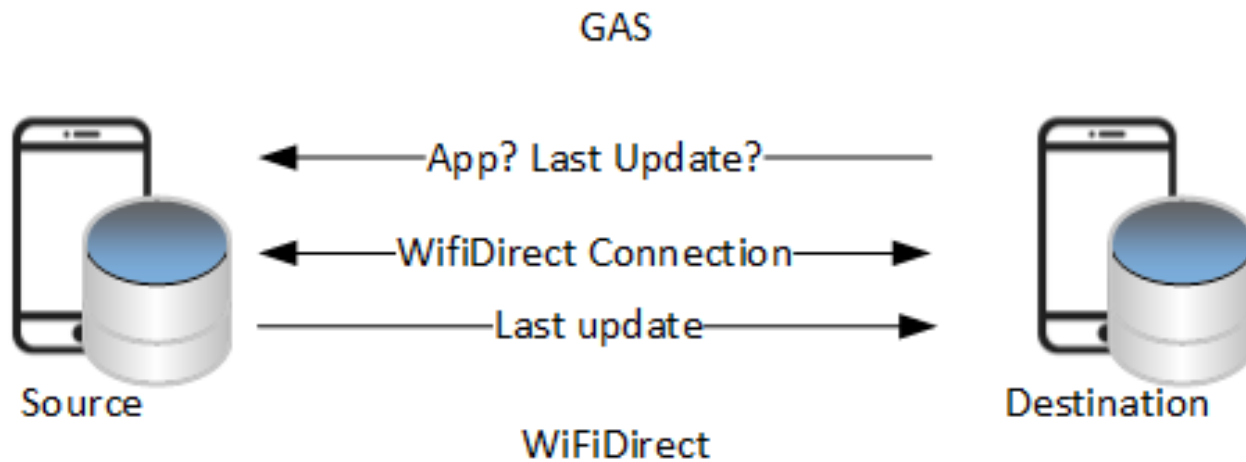 GAS
App? Last Update?
WifiDirect Connection
Last update
Source
Destination
WiFiDirect